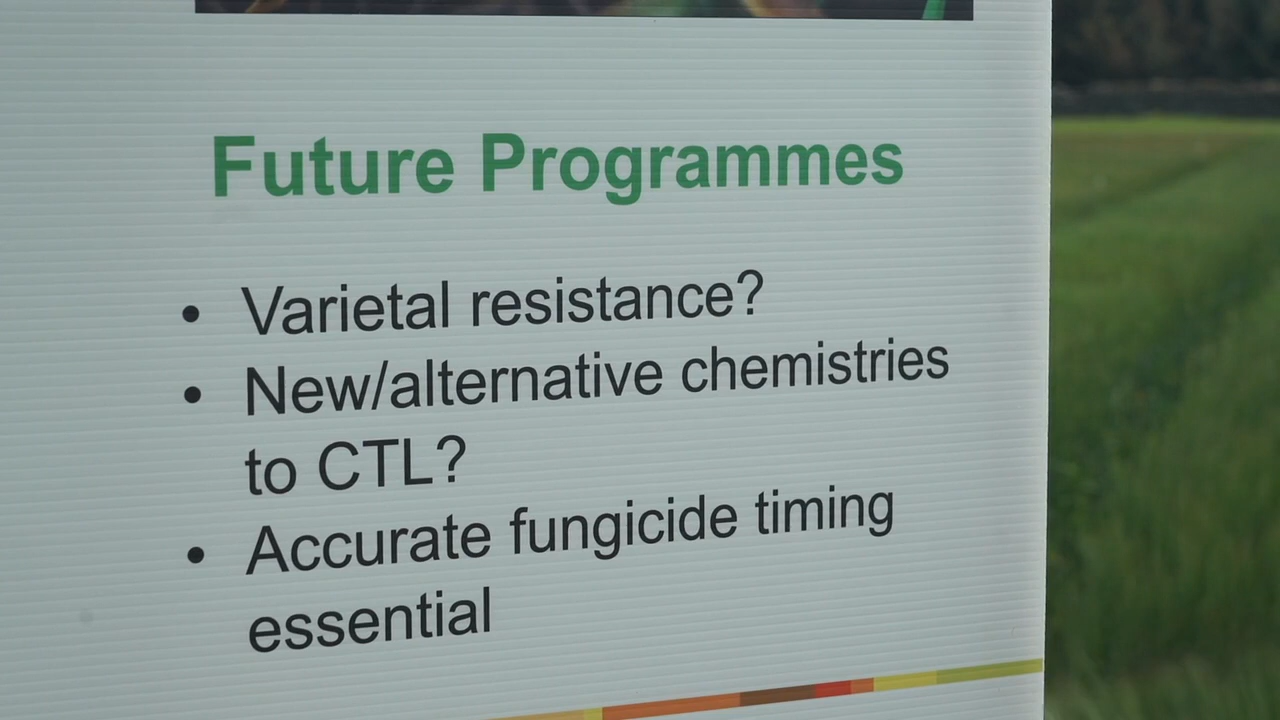 Future Programmes
• Varietal resistance?
• New/alternative chemistries
to CTL?
• Accurate fungicide timing
essential